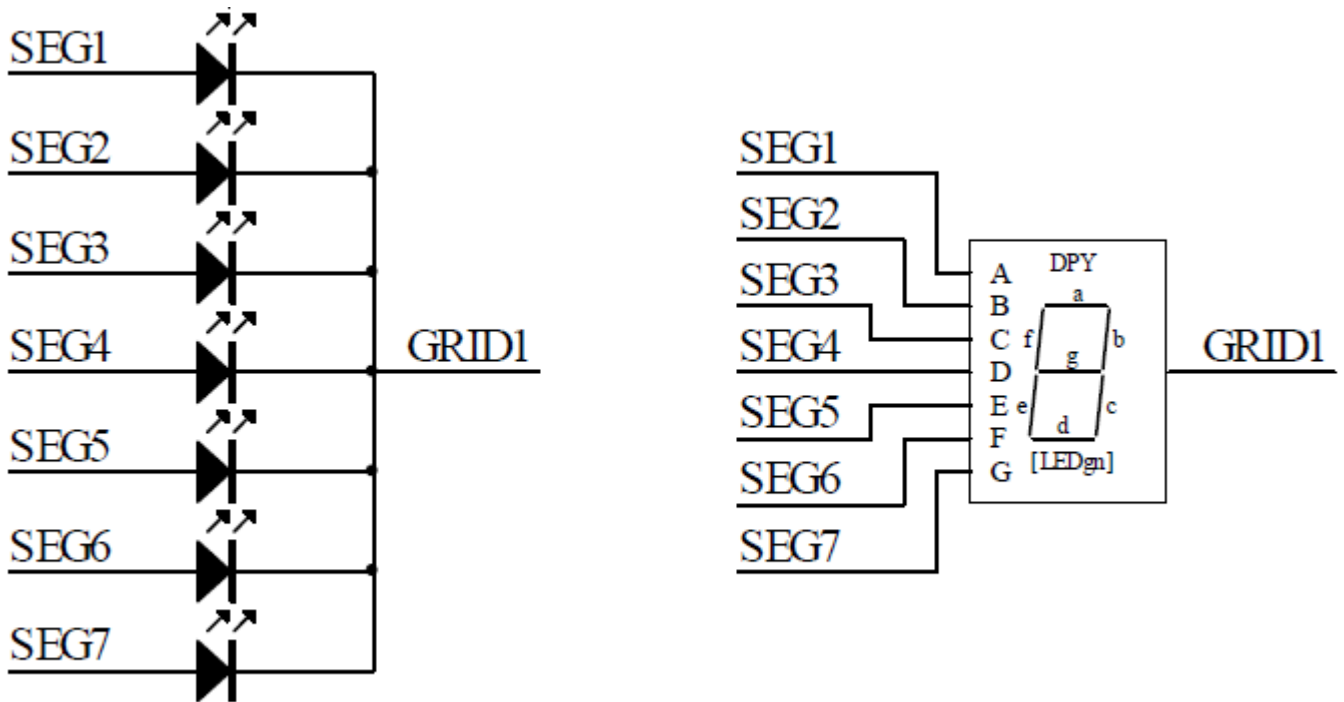 SEG1
SEG2
SEG3
SEG4
SEG5
SEG6
SEG7
GRID1
SEG1
SEG2
SEG3
SEG4
SEG5
SEG6
SEG7
A
B
C
D
E
F
G
DPY
a
f
b
g
e
c
d
[LEDgn]
GRID1